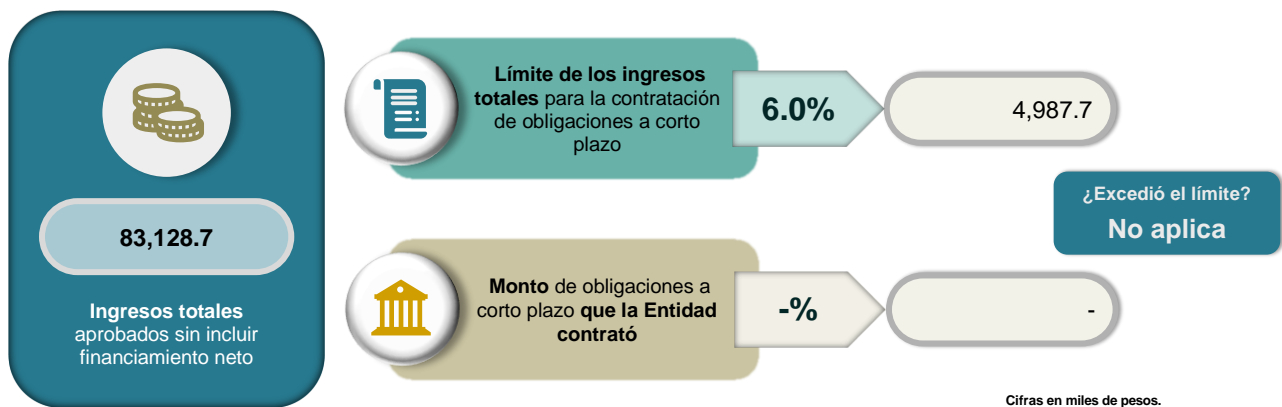 83,128.7
Ingresos totales
aprobados sin incluir
financiamiento neto
Límite de los ingresos
totales para la contratación
de obligaciones a corto
plazo
6.0%
4,987.7
¿Excedió el límite?
No aplica
Monto de obligaciones a
corto plazo que la Entidad
contrató
-%
-
Cifras en miles de pesos.